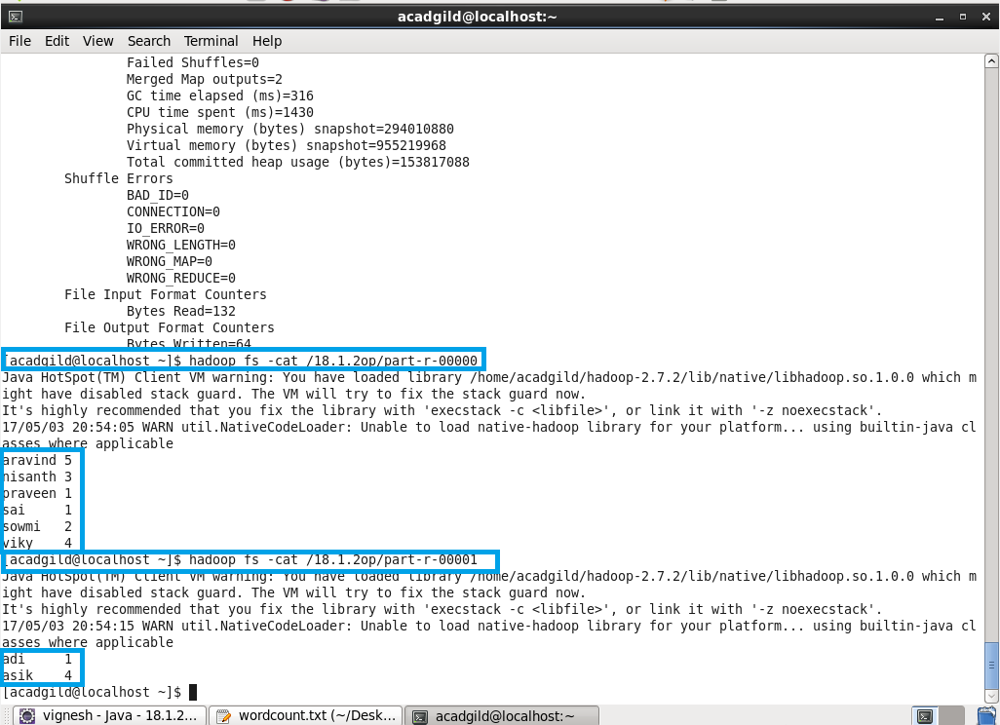 acadgild@localhost:~
File Edit View Search Terminal Help
Failed Shuffles=0
Merged Map outputs=2
GC time elapsed (ms)=316
CPU time spent (ms)=1430
Physical memory (bytes) snapshot=294010880
Virtual memory (bytes) snapshot=955219968
Total committed heap usage (bytes)=153817088
Shuffle Errors
BAD_ID=0
CONNECTION=0
IO_ERROR=0
WRONG_LENGTH=0
WRONG_MAP=0
WRONG_REDUCE=0
File Input Format Counters
Bytes Read=132
File Output Format Counters
Bytes Written=64
[acadgild@localhost ~]$ hadoop fs -cat /18.1.2op/part-r-00000
Java HotSpot(TM) Client VM warning: You have loaded library /home/acadgild/hadoop-2.7.2/lib/native/libhadoop.so.1.0.0 which m
ight have disabled stack guard. The VM will try to fix the stack guard now.
It's highly recommended that you fix the library with 'execstack -c <libfile>', or link it with '-z noexecstack'.
17/05/03 20:54:05 WARN util.NativeCodeLoader: Unable to load native-hadoop library for your platform... using builtin-java cl
asses where applicable
aravind 5
nisanth 3
praveen 1
sai 1
sowmi 2
viky 4
[acadgild@localhost ~]$ hadoop fs -cat /18.1.2op/part-r-00001
Java HotSpot(TM) Client VM warning: You have loaded library /home/acadgild/hadoop-2.7.2/lib/native/libhadoop.so.1.0.0 which m
ight have disabled stack guard. The VM will try to fix the stack guard now.
It's highly recommended that you fix the library with 'execstack -c <libfile>', or link it with '-z noexecstack'.
17/05/03 20:54:15 WARN util.NativeCodeLoader: Unable to load native-hadoop library for your platform... using builtin-java cl
asses where applicable
adi 1
asik 4
[acadgild@localhost ~]$
vignesh - Java - 18.1.2... wordcount.txt (~/Desk... acadgild@localhost:~